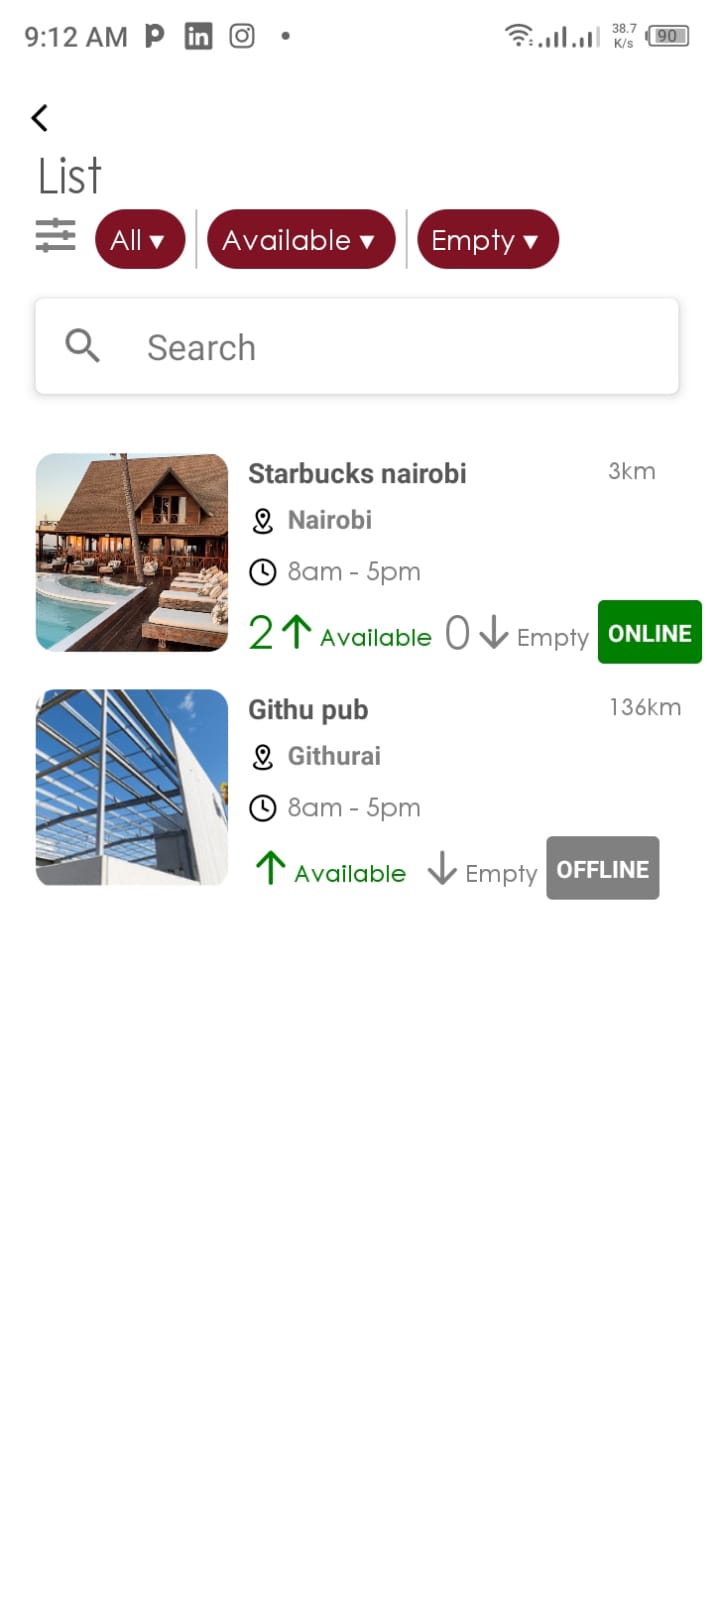 9:12 AM in 38.7 K/s 90
List
All ▾ Available ▾ Empty ▾
Search
Starbucks nairobi 3km
Nairobi
8am - 5pm
2 Available 0 Empty ONLINE
Githu pub 136km
Githurai
8am - 5pm
Available Empty OFFLINE